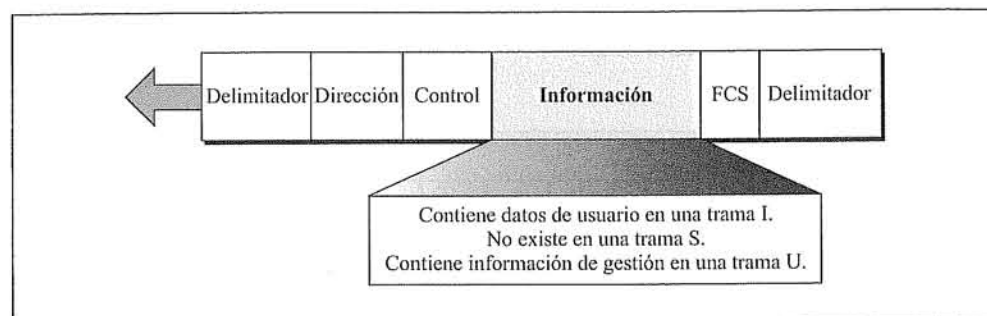 Delimitador Dirección Control Información FCS Delimitador
Contiene datos de usuario en una trama I.
No existe en una trama S.
Contiene información de gestión en una trama U.